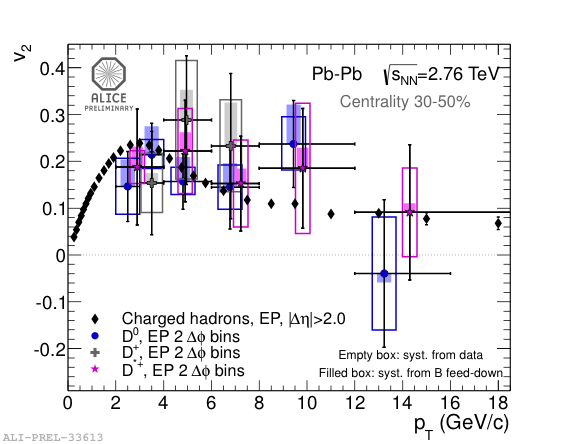 v₂
0.4
0.3
0.2
0.1
0
-0.1
-0.2
ALICE
PRELIMINARY
Pb-Pb √s_NN=2.76 TeV
Centrality 30-50%
Charged hadrons, EP, |Δη|>2.0
D⁰, EP 2 Δϕ bins
D⁺, EP 2 Δϕ bins
D*⁺, EP 2 Δϕ bins
Empty box: syst. from data
Filled box: syst. from B feed-down
0 2 4 6 8 10 12 14 16 18
p_T (GeV/c)
ALI-PREL-33613